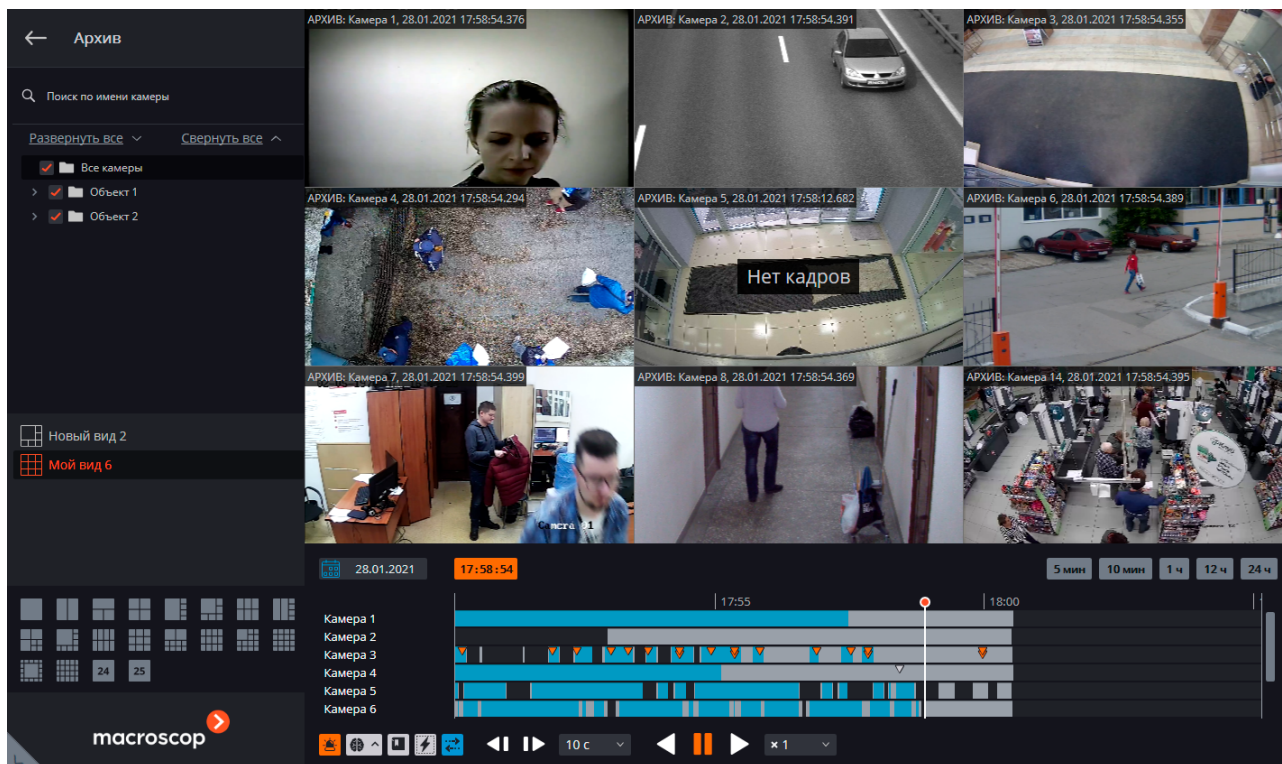 Архив
Поиск по имени камеры
Развернуть все
Свернуть все
Все камеры
Объект 1
Объект 2
Новый вид 2
Мой вид 6
24
25
macroscop
АРХИВ: Камера 1, 28.01.2021 17:58:54.376
АРХИВ: Камера 2, 28.01.2021 17:58:54.391
АРХИВ: Камера 3, 28.01.2021 17:58:54.355
АРХИВ: Камера 4, 28.01.2021 17:58:54.294
АРХИВ: Камера 5, 28.01.2021 17:58:12.682
Нет кадров
АРХИВ: Камера 6, 28.01.2021 17:58:54.389
АРХИВ: Камера 7, 28.01.2021 17:58:54.399
АРХИВ: Камера 8, 28.01.2021 17:58:54.369
АРХИВ: Камера 14, 28.01.2021 17:58:54.395
28.01.2021
17:58:54
5 мин
10 мин
1 ч
12 ч
24 ч
17:55
18:00
Камера 1
Камера 2
Камера 3
Камера 4
Камера 5
Камера 6
10 с
× 1